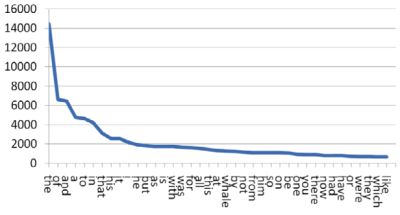 16000
14000
12000
10000
8000
6000
4000
2000
0
the
of
and
a
to
in
that
his
it
i
he
but
as
is
with
was
for
all
this
at
whale
by
not
from
him
so
on
be
one
you
there
now
had
have
or
were
they
which
like